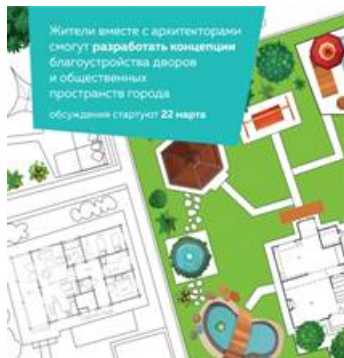 Жители вместе с архитекторами
смогут разработать концепции
благоустройства дворов
и общественных
пространств города
обсуждения стартуют 22 марта